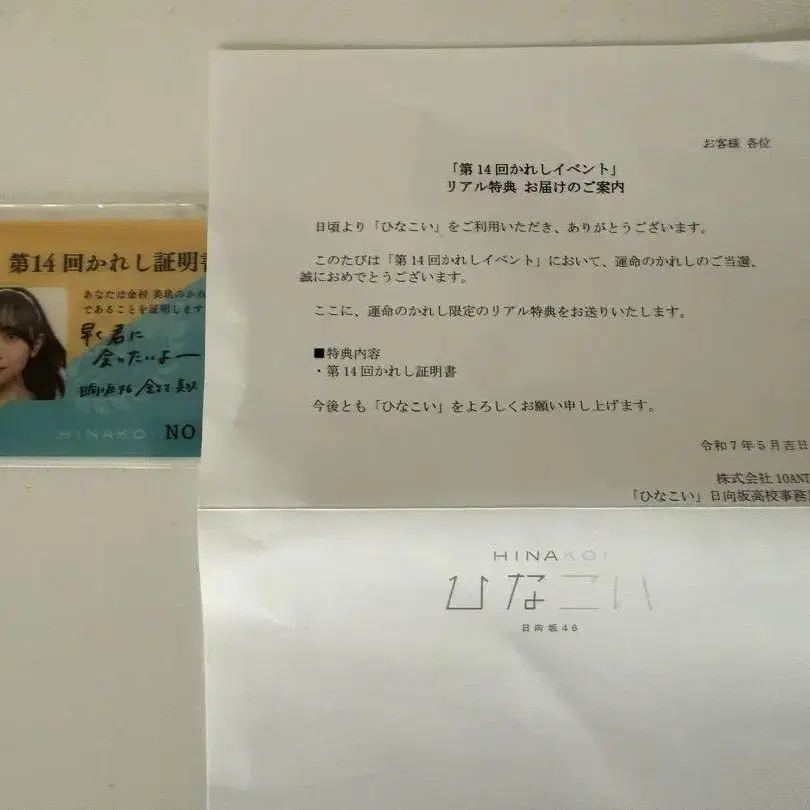 第14回かれし証明
あなたは金村 美玖のかれ
であることを証明します
早く君に
会いたいよー
日向坂46 金村美玖
HINAKOI
NO
お客様 各位
「第14回かれしイベント」
リアル特典 お届けのご案内
日頃より「ひなこい」をご利用いただき、ありがとうございます。
このたびは「第14回かれしイベント」において、運命のかれしのご当選、
誠におめでとうございます。
ここに、運命のかれし限定のリアル特典をお送りいたします。
■特典内容
・第14回かれし証明書
今後とも「ひなこい」をよろしくお願い申し上げます。
令和7年5月吉日
株式会社10ANT
「ひなこい」日向坂高校事務
HINAKOI
ひなこい
日向坂46